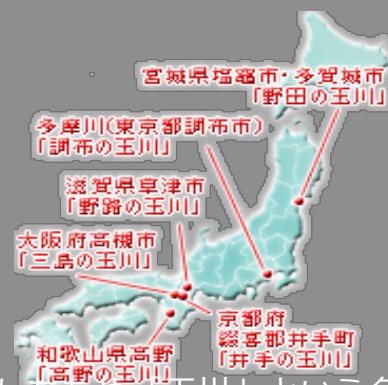 宮城県塩竈市・多賀城市
「野田の玉川」
多摩川(東京都調布市)
「調布の玉川」
滋賀県草津市
「野路の玉川」
大阪府高槻市
「三島の玉川」
京都府
綴喜郡井手町
「井手の玉川」
和歌山県高野
「高野の玉川」